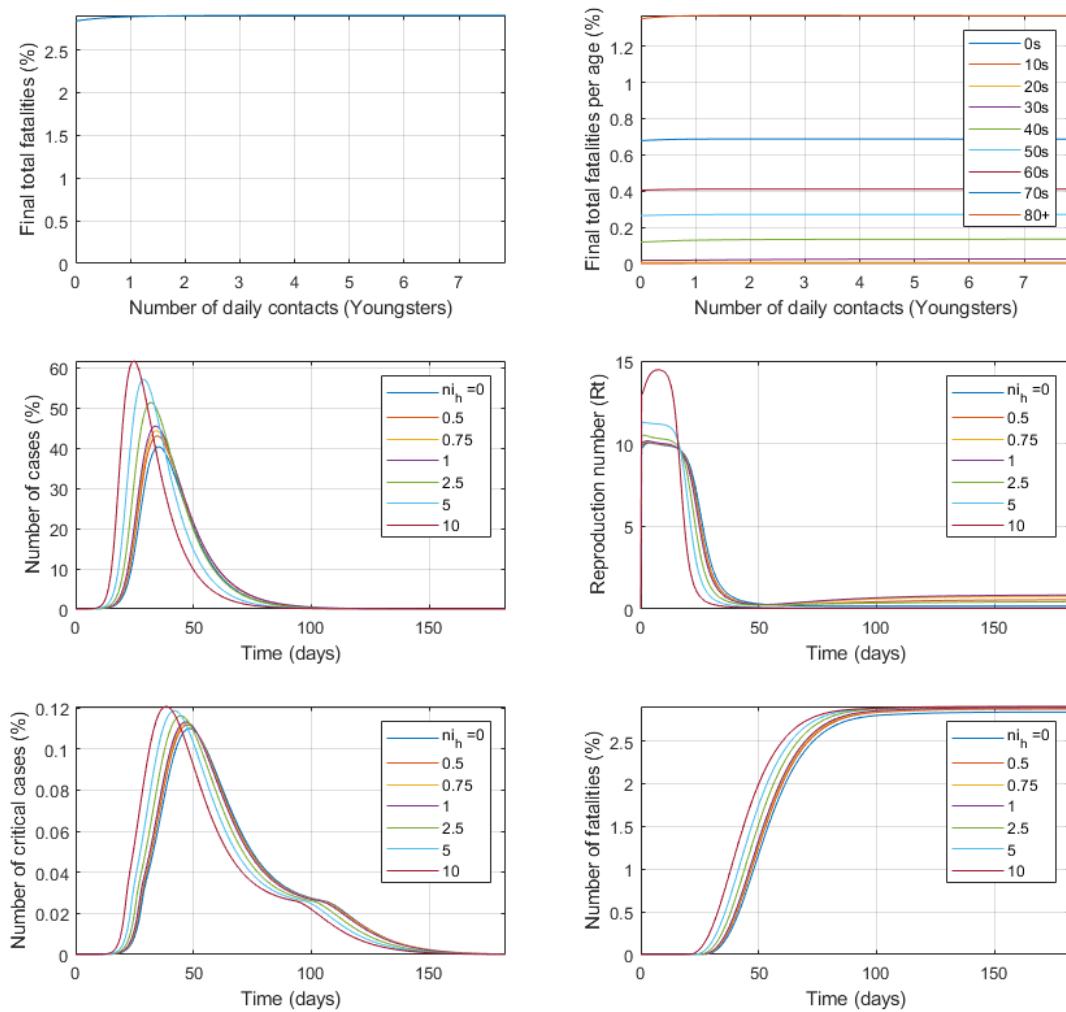 Final total fatalities (%)
2.5
2
1.5
1
0.5
0
0 1 2 3 4 5 6 7
Number of daily contacts (Youngsters)
Final total fatalities per age (%)
1.2
1
0.8
0.6
0.4
0.2
0
0 1 2 3 4 5 6 7
Number of daily contacts (Youngsters)
0s
10s
20s
30s
40s
50s
60s
70s
80+
Number of cases (%)
60
50
40
30
20
10
0
0 50 100 150
Time (days)
ni_h =0
0.5
0.75
1
2.5
5
10
Reproduction number (Rt)
15
10
5
0
0 50 100 150
Time (days)
ni_h =0
0.5
0.75
1
2.5
5
10
Number of critical cases (%)
0.12
0.1
0.08
0.06
0.04
0.02
0
0 50 100 150
Time (days)
ni_h =0
0.5
0.75
1
2.5
5
10
Number of fatalities (%)
2.5
2
1.5
1
0.5
0
0 50 100 150
Time (days)
ni_h =0
0.5
0.75
1
2.5
5
10